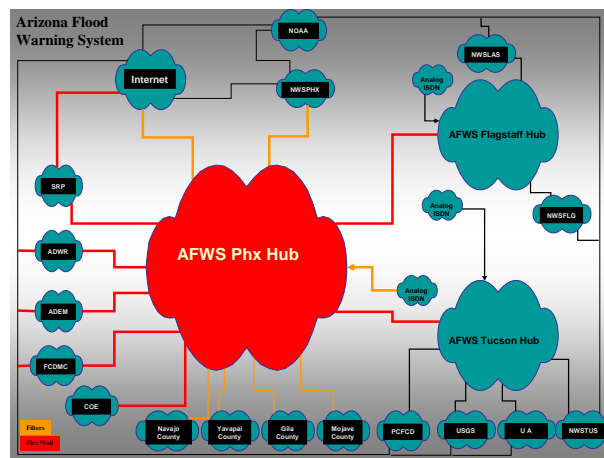 Arizona Flood
Warning System
NOAA
Internet
NWSPHX
NWSLAS
Analog
ISDN
AFWS Flagstaff Hub
SRP
Analog
ISDN
NWSFLG
ADWR
AFWS Phx Hub
ADEM
Analog
ISDN
AFWS Tucson Hub
FCDMC
COE
Navajo
County
Yavapai
County
Gila
County
Mojave
County
PCFCD
USGS
U A
NWSTUS
Filters
Fire Wall